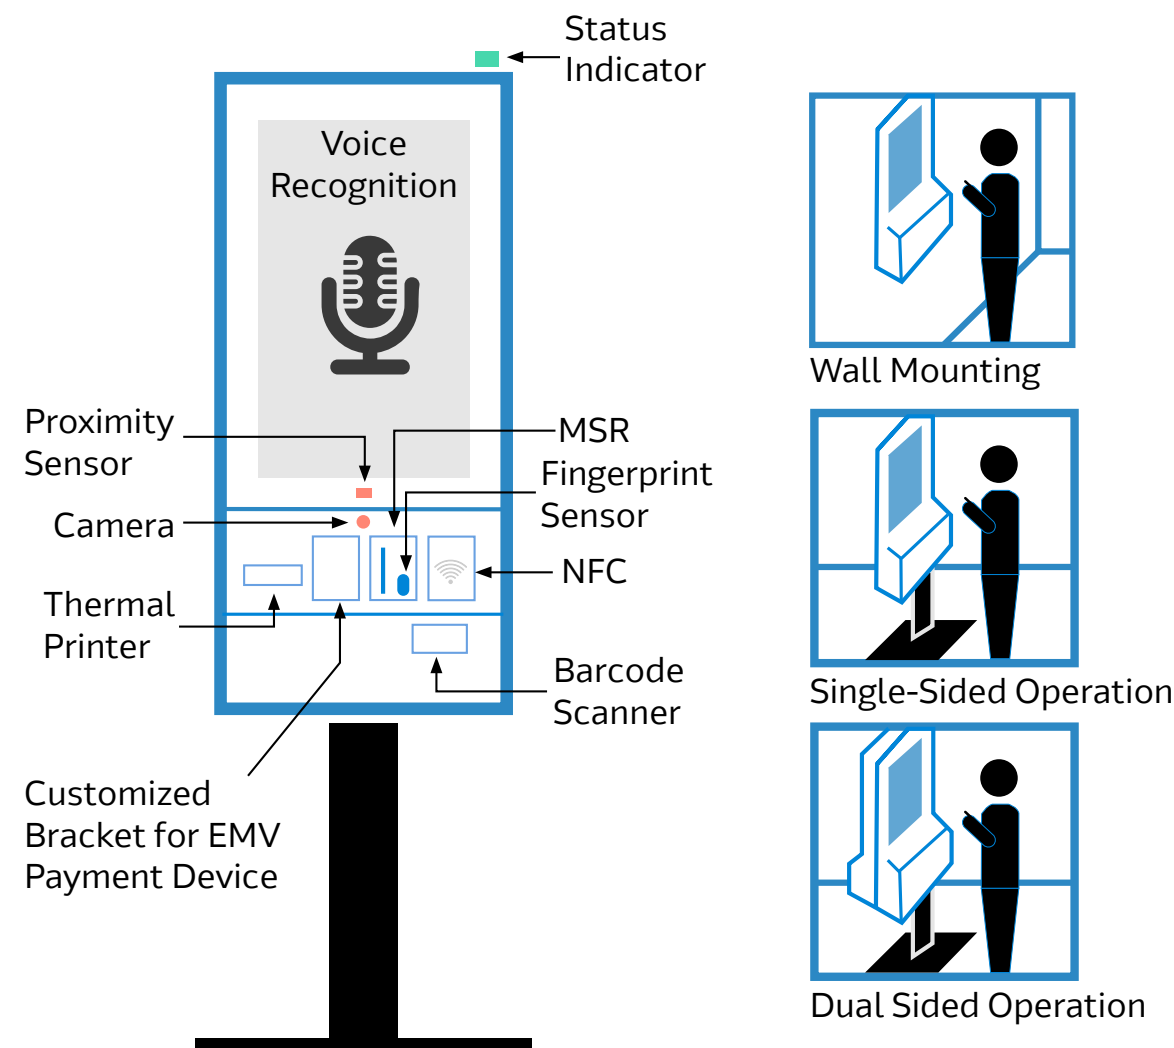 Status
Indicator
Voice
Recognition
Proximity
Sensor
MSR
Fingerprint
Sensor
Camera
NFC
Thermal
Printer
Barcode
Scanner
Customized
Bracket for EMV
Payment Device
Wall Mounting
Single-Sided Operation
Dual Sided Operation